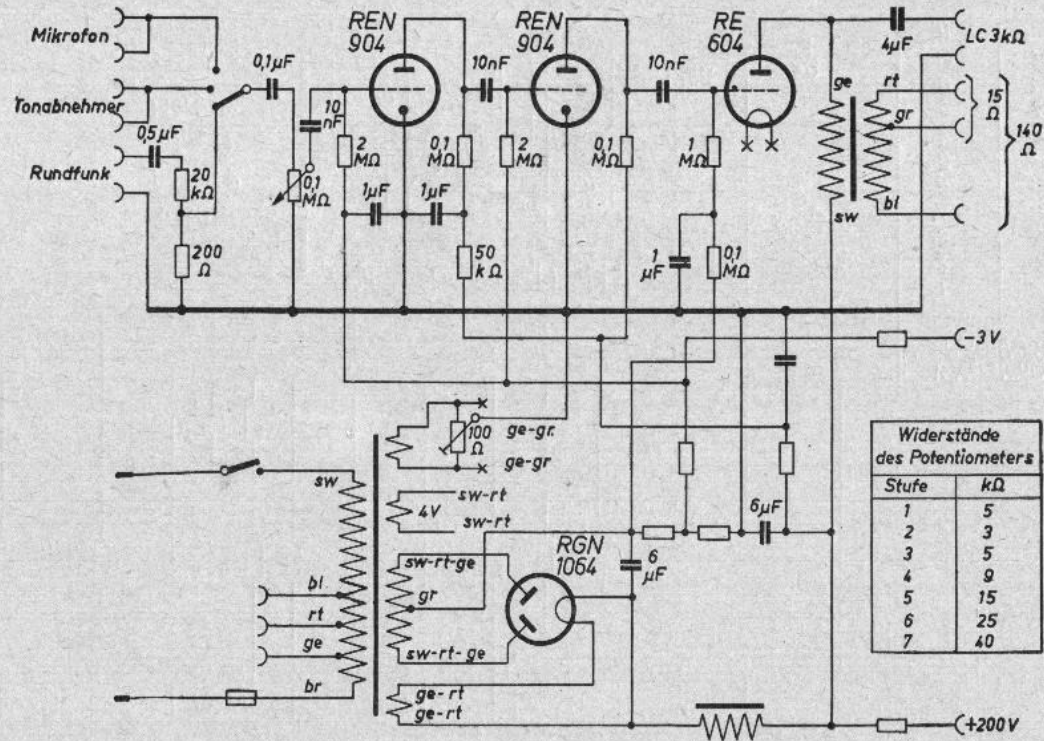 Mikrofon
Tonabnehmer
Rundfunk
0,5µF
20
kΩ
200
Ω
0,1µF
10
nF
0,1
MΩ
REN
904
2
MΩ
1µF
1µF
10nF
0,1
MΩ
50
kΩ
REN
904
2
MΩ
10nF
0,1
MΩ
RE
604
1
MΩ
1
µF
0,1
MΩ
4µF
LC 3kΩ
ge
sw
rt
gr
bl
15
Ω
140
Ω
-3V
100
Ω
ge-gr.
ge-gr
sw
bl
rt
ge
br
sw-rt
4V
sw-rt
sw-rt-ge
gr
sw-rt-ge
ge-rt
ge-rt
RGN
1064
6
µF
6µF
+200V
Widerstände
des Potentiometers
Stufe kΩ
1 5
2 3
3 5
4 9
5 15
6 25
7 40